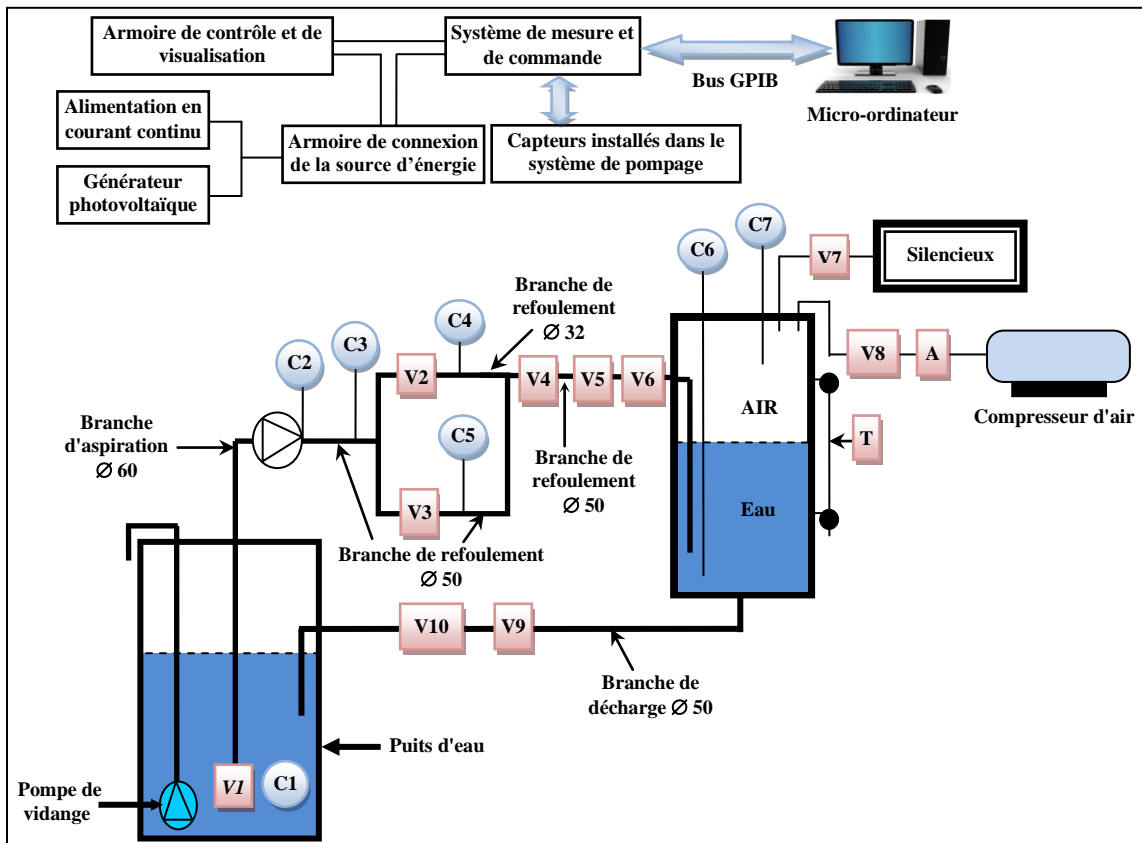 Armoire de contrôle et de
visualisation
Système de mesure et
de commande
Bus GPIB
Micro-ordinateur
Alimentation en
courant continu
Armoire de connexion
de la source d'énergie
Capteurs installés dans le
système de pompage
Générateur
photovoltaïque
C7
C6
V7
Silencieux
Branche de
refoulement
Ø 32
C4
C3
C2
V2
V4
V5
V6
V8
A
Compresseur d'air
AIR
Branche
d'aspiration
Ø 60
C5
T
Branche de
refoulement
Ø 50
V3
Eau
Branche de refoulement
Ø 50
V10
V9
Branche de
décharge Ø 50
Puits d'eau
V1
C1
Pompe de
vidange